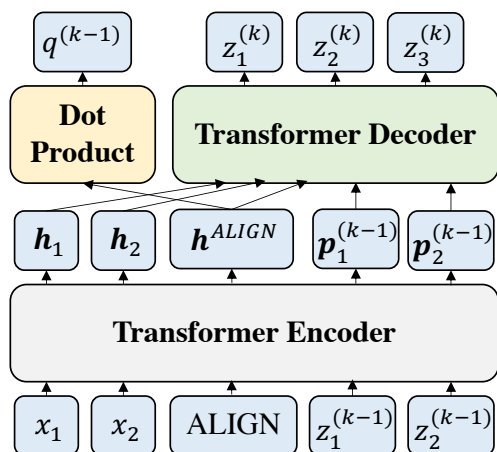 q^(k−1) z_1^(k) z_2^(k) z_3^(k)
Dot Product
Transformer Decoder
h_1 h_2 h^ALIGN p_1^(k−1) p_2^(k−1)
Transformer Encoder
x_1 x_2 ALIGN z_1^(k−1) z_2^(k−1)